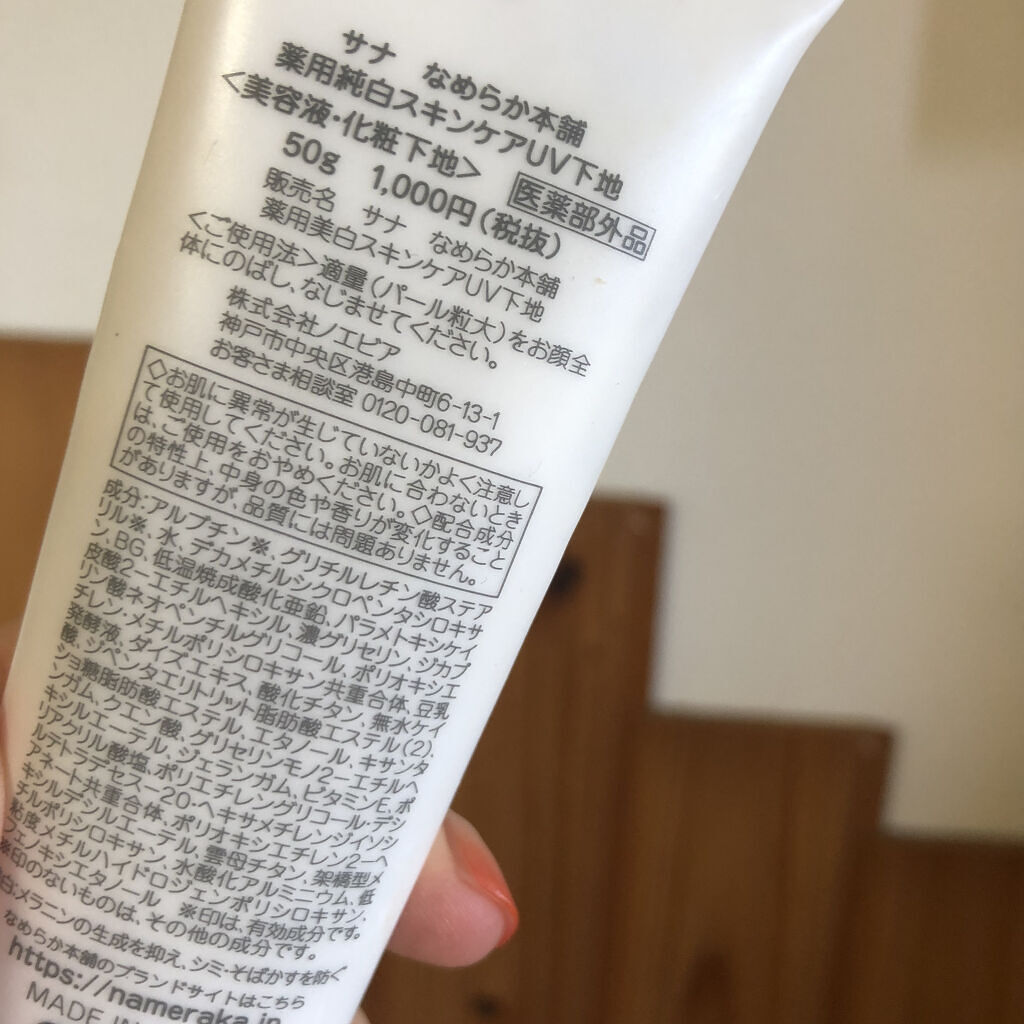 サナ なめらか本舗
薬用純白スキンケアUV下地
<美容液・化粧下地> 医薬部外品
50g 1,000円(税抜)
販売名 サナ なめらか本舗
薬用美白スキンケアUV下地
<ご使用法>適量(パール粒大)をお顔全
体にのばし、なじませてください。
株式会社ノエビア
神戸市中央区港島中町6-13-1
お客さま相談室 0120-081-937
◇お肌に異常が生じていないかよく注意し
て使用してください。お肌に合わないとき
は、ご使用をおやめください。◇配合成分
の特性上、中身の色や香りが変化すること
がありますが、品質には問題ありません。
成分:アルブチン※、グリチルレチン酸ステア
リル※、水、デカメチルシクロペンタシロキサ
ン、BG、低温焼成酸化亜鉛、パラメトキシケイ
皮酸2ーエチルヘキシル、濃グリセリン、ジカプ
リン酸ネオペンチルグリコール、ポリオキシエ
チレン・メチルポリシロキサン共重合体、豆乳
発酵液、ダイズエキス、酸化チタン、無水ケイ
酸、ジペンタエリトリット脂肪酸エステル(2)、
ショ糖脂肪酸エステル、エタノール、キサンタ
ンガム、クエン酸、グリセリンモノ2ーエチルヘ
キシルエーテル、ジェランガム、ビタミンE、ポ
リアクリル酸塩、ポリエチレングリコール・デシ
ルテトラデセスー20・ヘキサメチレンジイソシ
アネート共重合体、ポリオキシエチレン2ーヘ
キシルデシルエーテル、雲母チタン、架橋型メ
チルポリシロキサン、水酸化アルミニウム、低
粘度メチルハイドロジェンポリシロキサン、
フェノキシエタノール ※印は、有効成分です。
※印のないものは、その他の成分です。
白:メラニンの生成を抑え、シミ・そばかすを防ぐ
なめらか本舗のブランドサイトはこちら
https://nameraka.jp
MADE IN